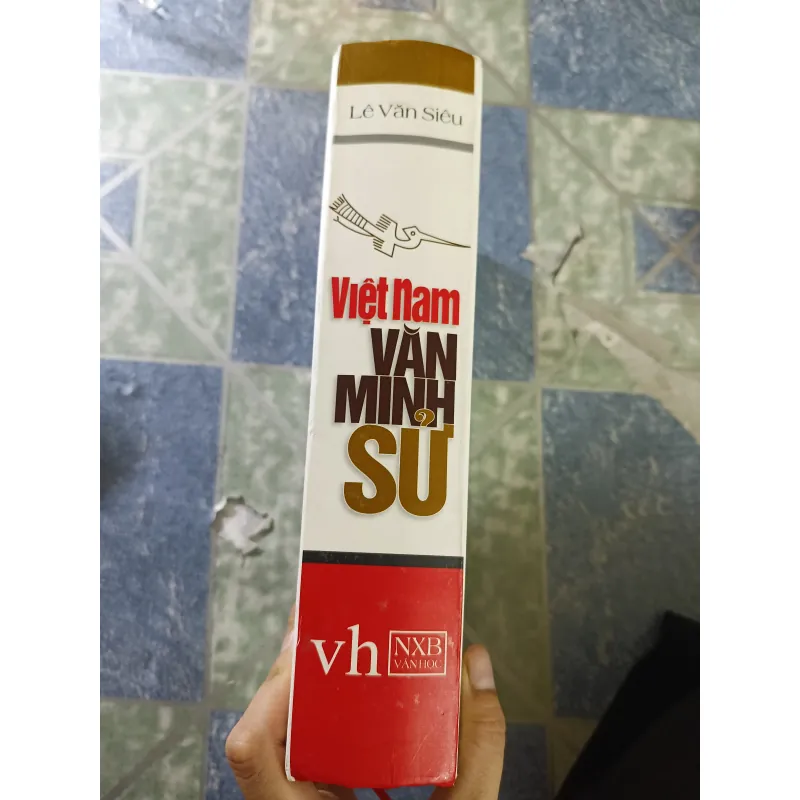 Lê Văn Siêu
Việt Nam
VĂN
MINH
SỬ
vh
NXB
VĂN HỌC